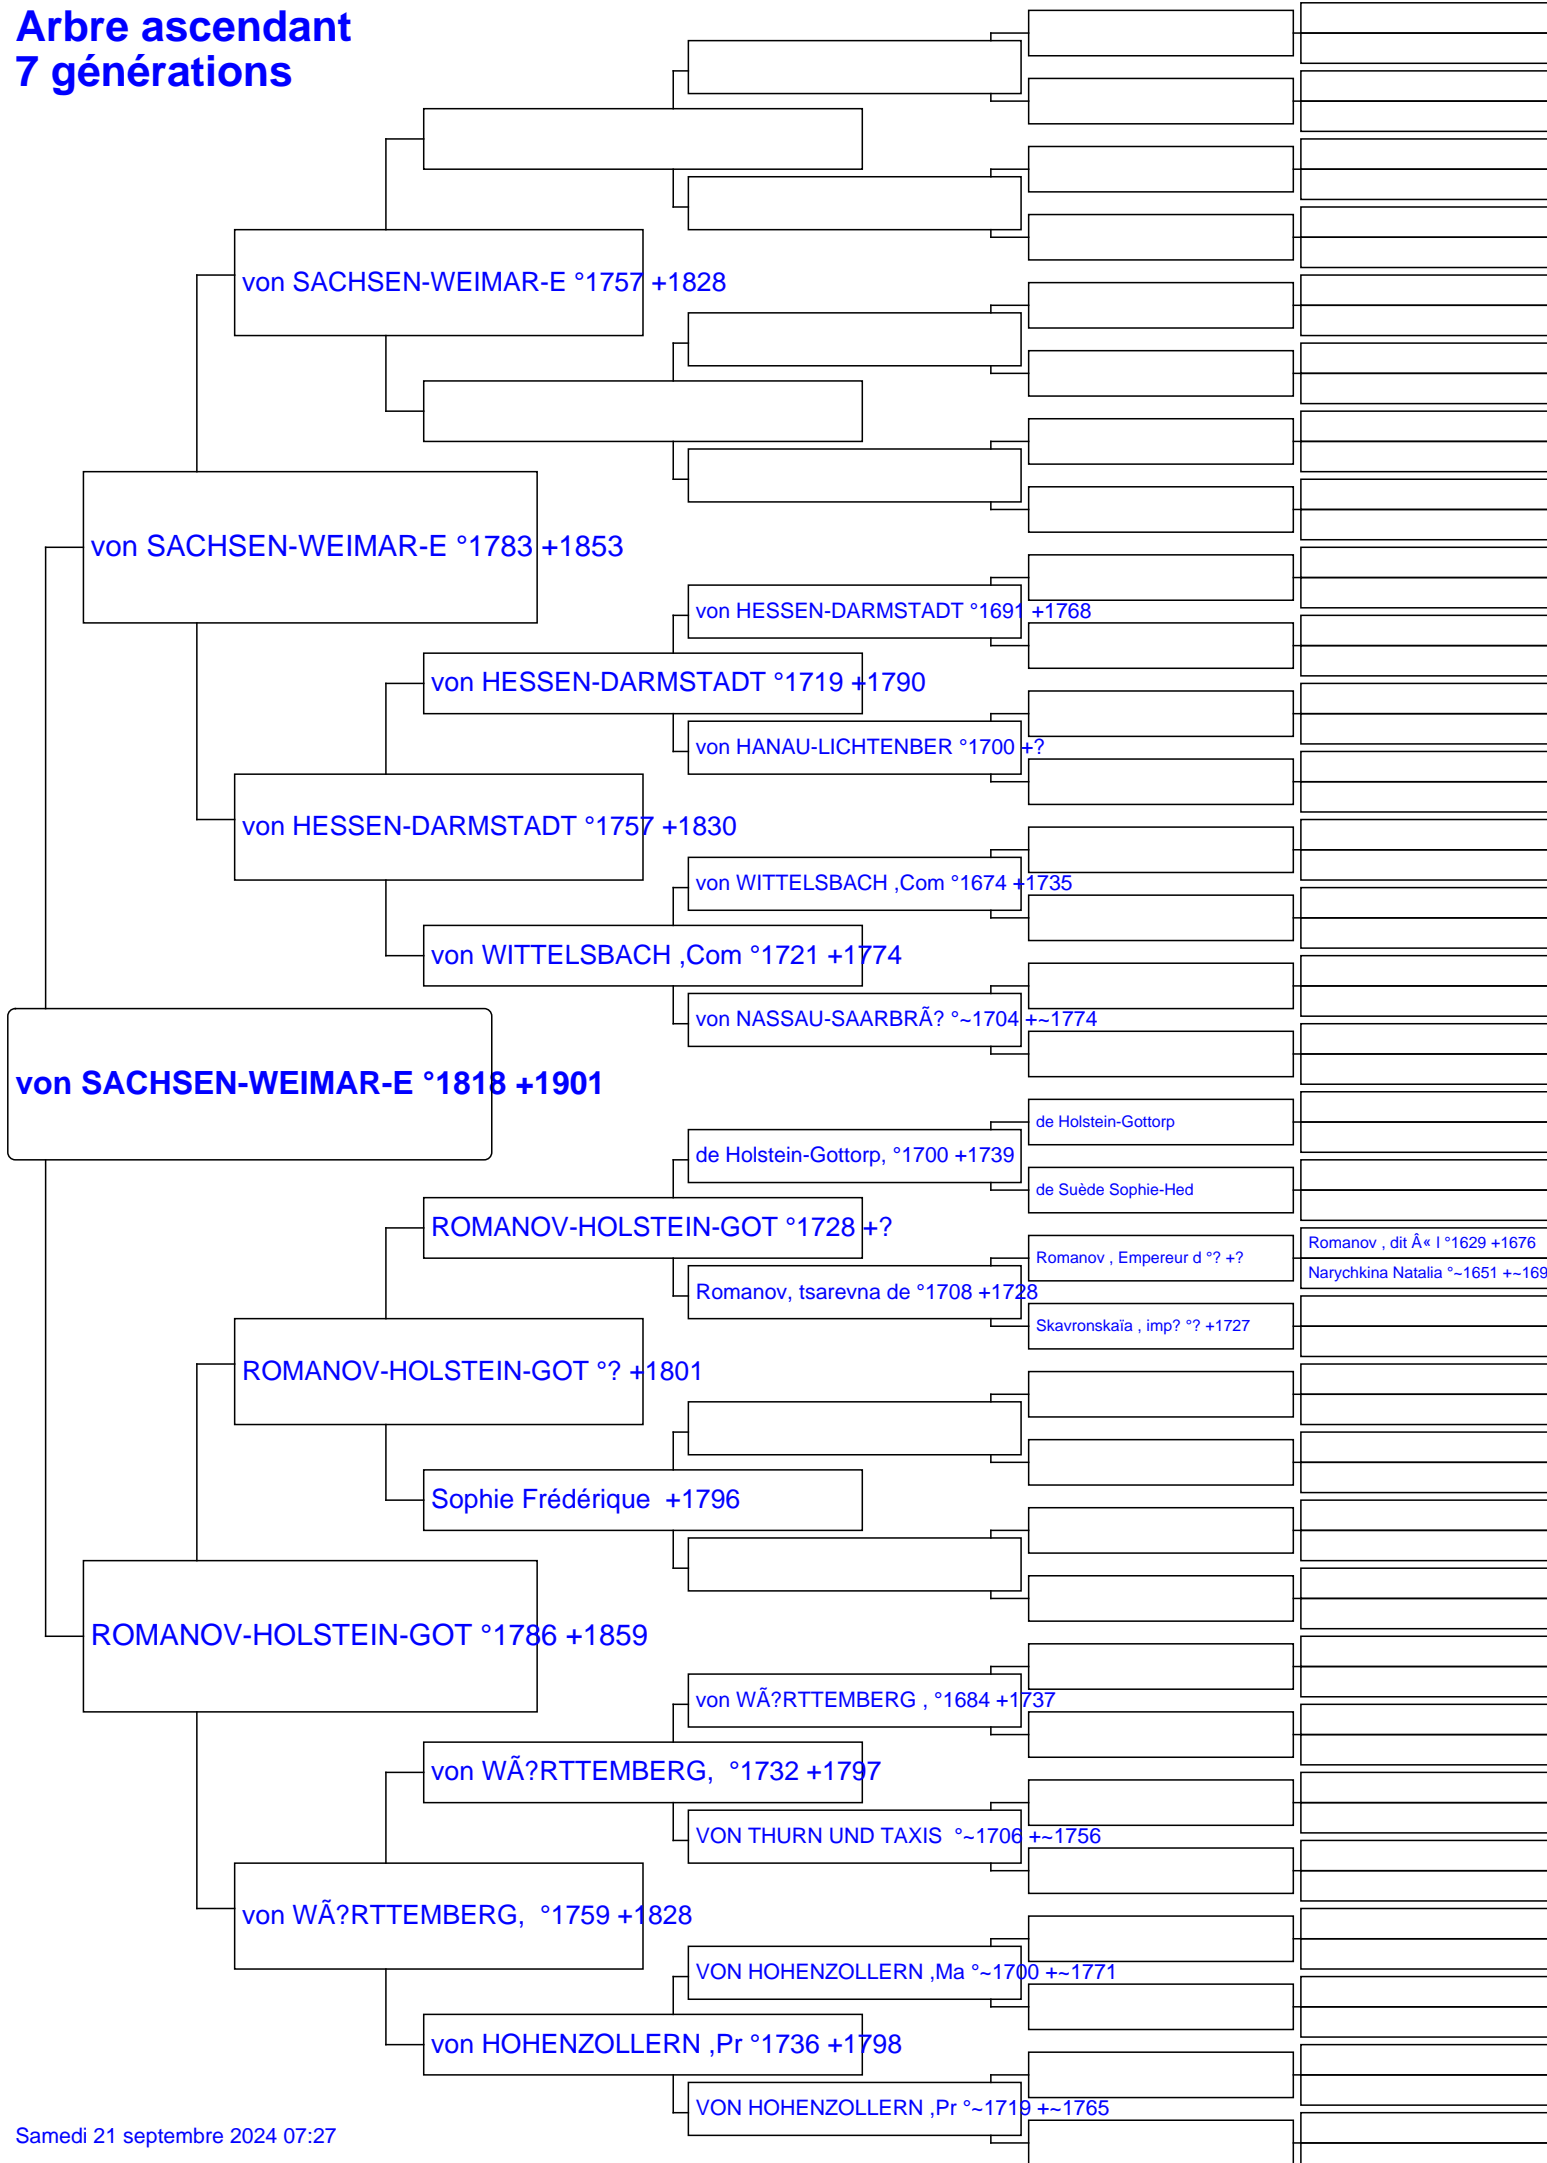 Arbre ascendant
7 générations
von SACHSEN-WEIMAR-E °1757 +1828
von SACHSEN-WEIMAR-E °1783 +1853
von HESSEN-DARMSTADT °1691 +1768
von HESSEN-DARMSTADT °1719 +1790
von HANAU-LICHTENBER °1700 +?
von HESSEN-DARMSTADT °1757 +1830
von WITTELSBACH ,Com °1674 +1735
von WITTELSBACH ,Com °1721 +1774
von NASSAU-SAARBRÃ? °~1704 +~1774
von SACHSEN-WEIMAR-E °1818 +1901
de Holstein-Gottorp
de Holstein-Gottorp, °1700 +1739
de Suède Sophie-Hed
ROMANOV-HOLSTEIN-GOT °1728 +?
Romanov , dit Â« l °1629 +1676
Romanov , Empereur d °? +?
Narychkina Natalia °~1651 +~169
Romanov, tsarevna de °1708 +1728
Skavronskaïa , imp? °? +1727
ROMANOV-HOLSTEIN-GOT °? +1801
Sophie Frédérique +1796
ROMANOV-HOLSTEIN-GOT °1786 +1859
von WÃ?RTTEMBERG , °1684 +1737
von WÃ?RTTEMBERG, °1732 +1797
VON THURN UND TAXIS °~1706 +~1756
von WÃ?RTTEMBERG, °1759 +1828
VON HOHENZOLLERN ,Ma °~1700 +~1771
von HOHENZOLLERN ,Pr °1736 +1798
VON HOHENZOLLERN ,Pr °~1719 +~1765
Samedi 21 septembre 2024 07:27